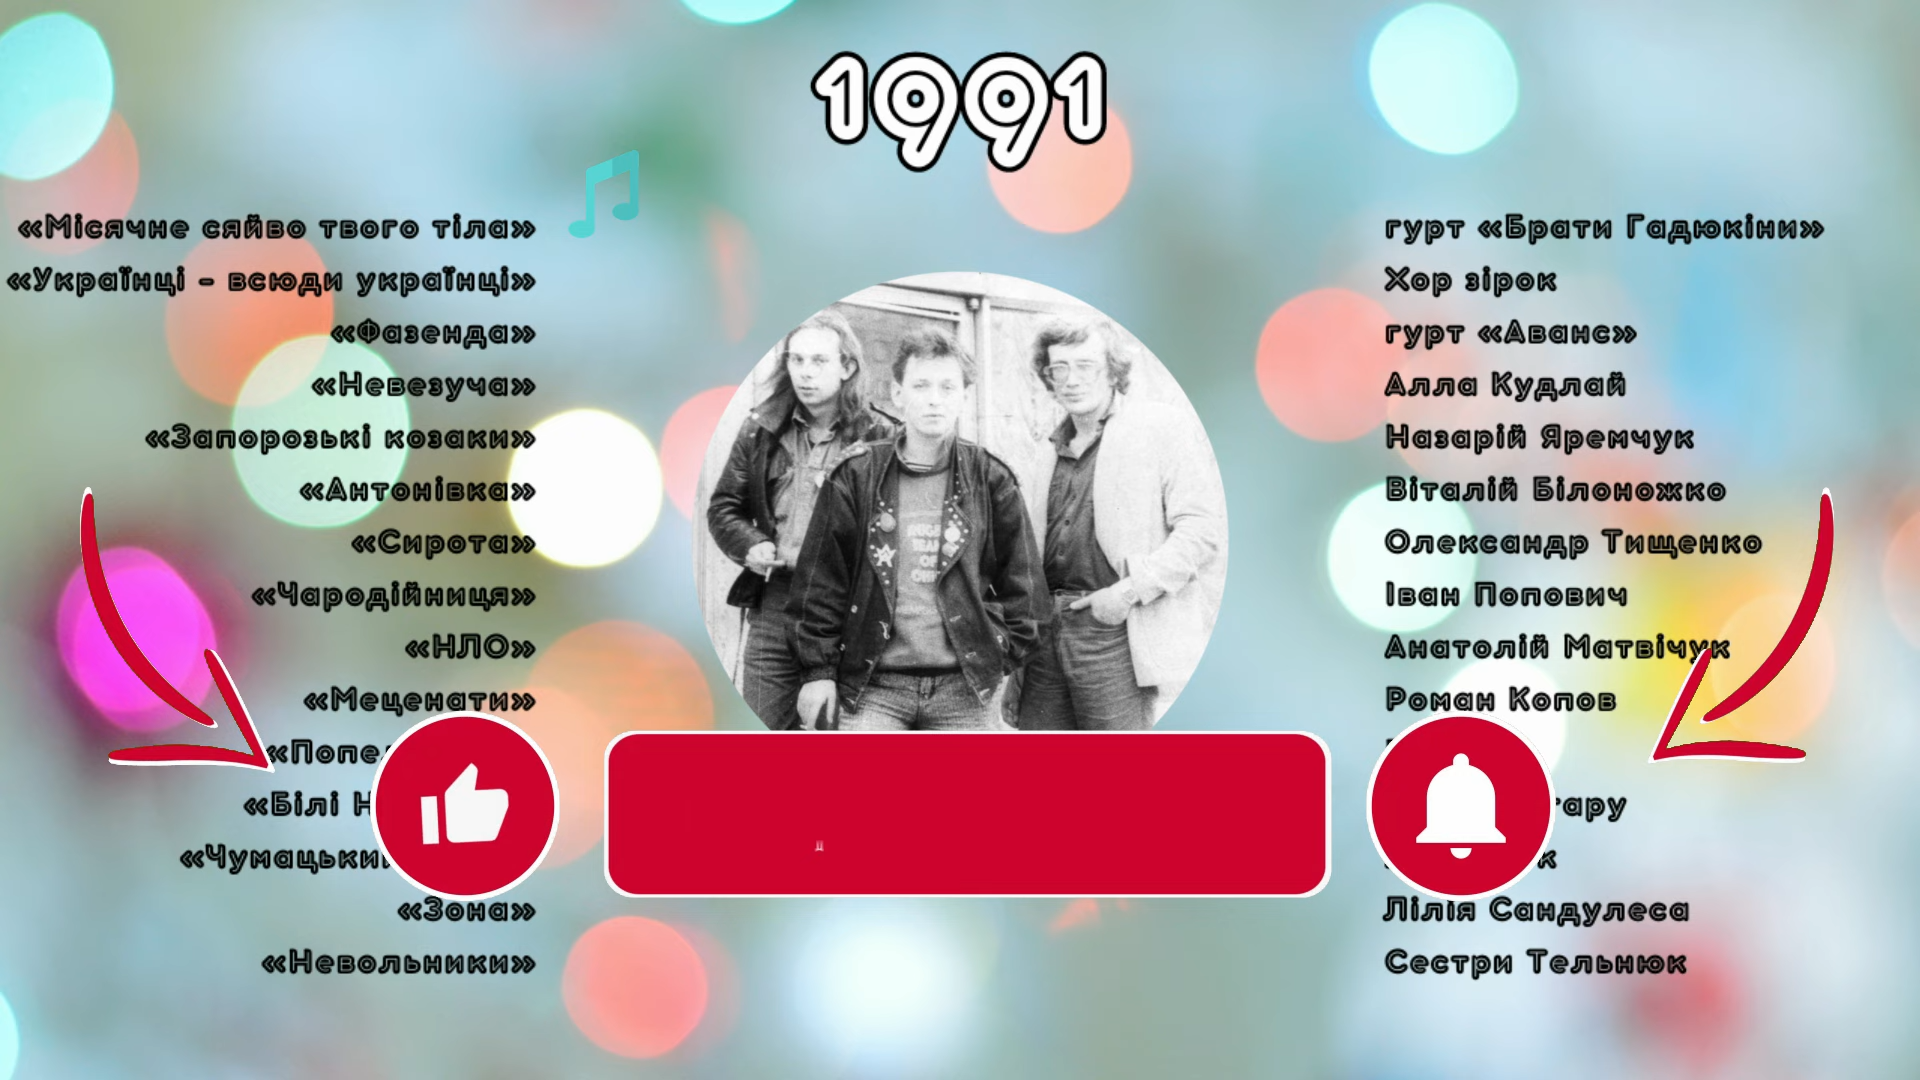 1991
«Місячне сяйво твого тіла»
«Українці - всюди українці»
«Фазенда»
«Невезуча»
«Запорозькі козаки»
«Антонівка»
«Сирота»
«Чародійниця»
«НЛО»
«Меценати»
«Білі
«Зона»
«Невольники»
гурт «Брати Гадюкіни»
Хор зірок
гурт «Аванс»
Алла Кудлай
Назарій Яремчук
Віталій Білоножко
Олександр Тищенко
Іван Попович
Анатолій Матвічук
Роман Копов
Лілія Сандулеса
Сестри Тельнюк